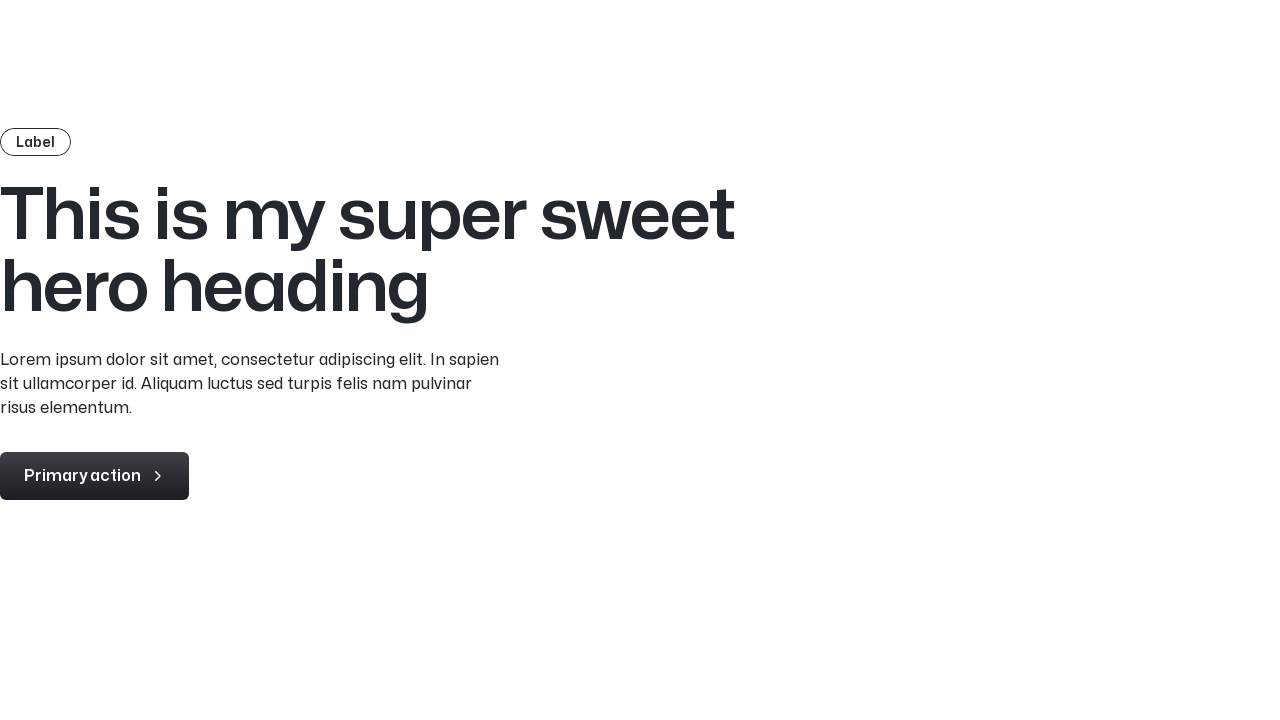 Label
This is my super sweet
hero heading
Lorem ipsum dolor sit amet, consectetur adipiscing elit. In sapien
sit ullamcorper id. Aliquam luctus sed turpis felis nam pulvinar
risus elementum.
Primary action